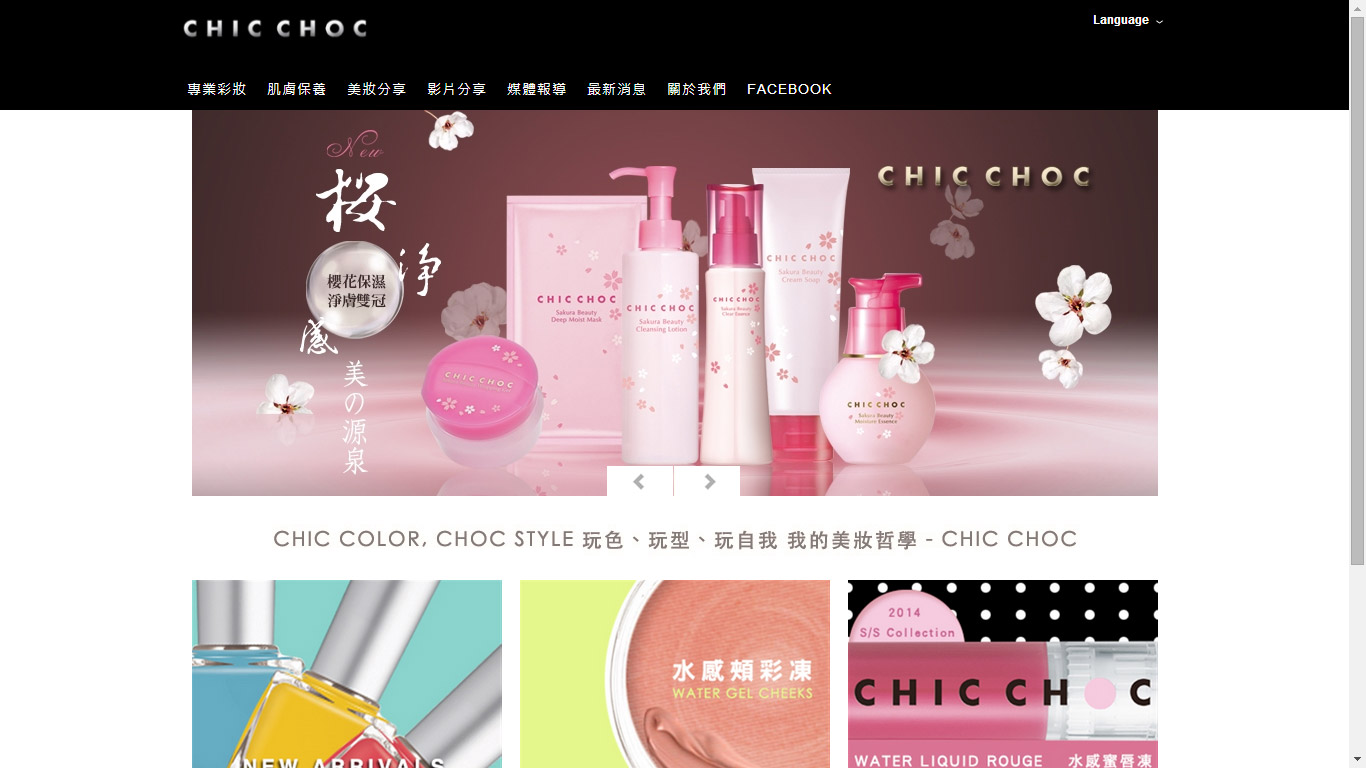 CHIC CHOC
Language
專業彩妝 肌膚保養 美妝分享 影片分享 媒體報導 最新消息 關於我們 FACEBOOK
New
桜
淨
櫻花保濕
淨膚雙冠
感
美の源泉
CHIC CHOC
CHIC CHOC
Sakura Beauty
Deep Moist Mask
CHIC CHOC
Sakura Beauty
Cleansing Lotion
CHIC CHOC
Sakura Beauty
Clear Essence
CHIC CHOC
Sakura Beauty
Cream Soap
CHIC CHOC
CHIC CHOC
Sakura Beauty
Moisture Essence
CHIC COLOR, CHOC STYLE 玩色、玩型、玩自我 我的美妝哲學 - CHIC CHOC
NEW ARRIVALS
水感頰彩凍
WATER GEL CHEEKS
2014
S/S Collection
CHIC CHOC
WATER LIQUID ROUGE 水感蜜唇凍